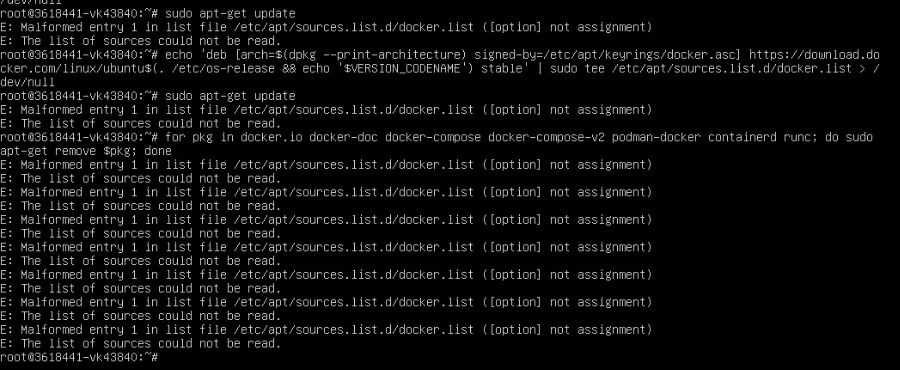 /dev/null
root@3618441-vk43840:~# sudo apt-get update
E: Malformed entry 1 in list file /etc/apt/sources.list.d/docker.list ([option] not assignment)
E: The list of sources could not be read.
root@3618441-vk43840:~# echo 'deb [arch=$(dpkg --print-architecture) signed-by=/etc/apt/keyrings/docker.asc] https://download.do
cker.com/linux/ubuntu$(. /etc/os-release && echo '$VERSION_CODENAME') stable' | sudo tee /etc/apt/sources.list.d/docker.list > /
dev/null
root@3618441-vk43840:~# sudo apt-get update
E: Malformed entry 1 in list file /etc/apt/sources.list.d/docker.list ([option] not assignment)
E: The list of sources could not be read.
root@3618441-vk43840:~# for pkg in docker.io docker-doc docker-compose docker-compose-v2 podman-docker containerd runc; do sudo
apt-get remove $pkg; done
E: Malformed entry 1 in list file /etc/apt/sources.list.d/docker.list ([option] not assignment)
E: The list of sources could not be read.
E: Malformed entry 1 in list file /etc/apt/sources.list.d/docker.list ([option] not assignment)
E: The list of sources could not be read.
E: Malformed entry 1 in list file /etc/apt/sources.list.d/docker.list ([option] not assignment)
E: The list of sources could not be read.
E: Malformed entry 1 in list file /etc/apt/sources.list.d/docker.list ([option] not assignment)
E: The list of sources could not be read.
E: Malformed entry 1 in list file /etc/apt/sources.list.d/docker.list ([option] not assignment)
E: The list of sources could not be read.
E: Malformed entry 1 in list file /etc/apt/sources.list.d/docker.list ([option] not assignment)
E: The list of sources could not be read.
E: Malformed entry 1 in list file /etc/apt/sources.list.d/docker.list ([option] not assignment)
E: The list of sources could not be read.
root@3618441-vk43840:~#